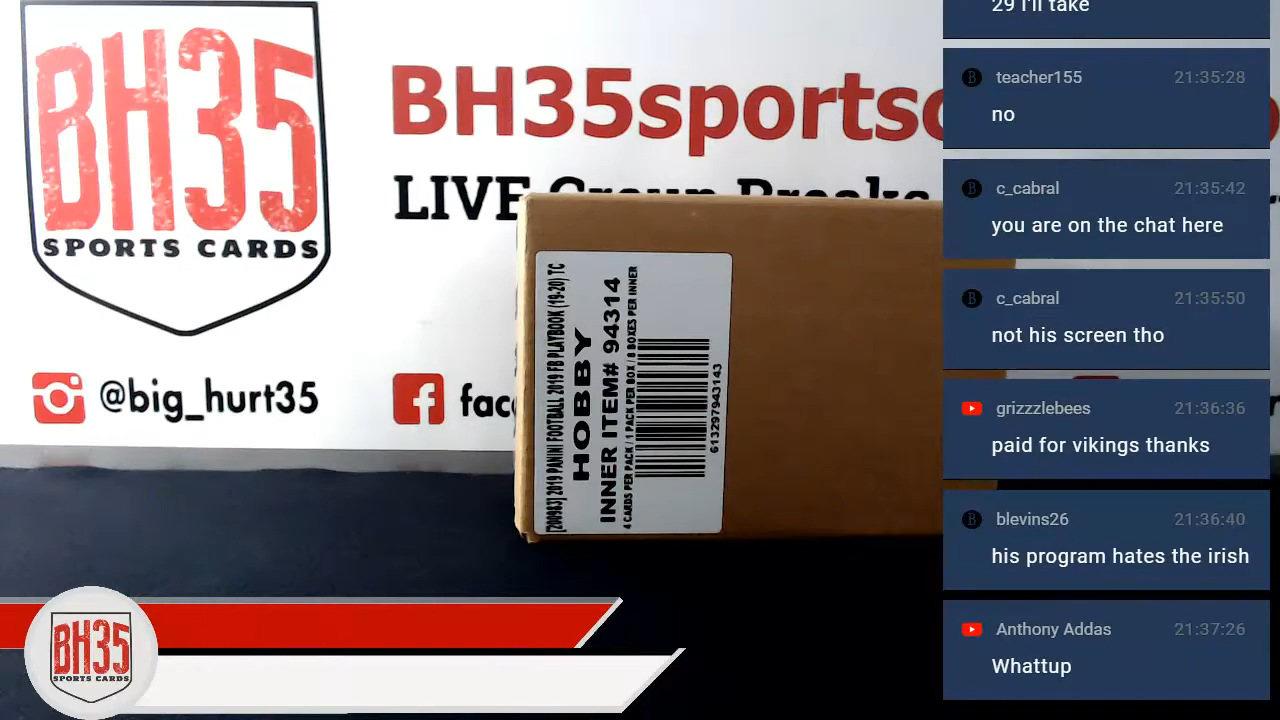 BH35
SPORTS CARDS
BH35sports
LIVE Group Breaks
@big_hurt35
[200983] 2019 PANINI FOOTBALL 2019 FB PLAYBOOK (19-20) TC
HOBBY
INNER ITEM# 94314
4 CARDS PER PACK / 1 PACK PER BOX / 8 BOXES PER INNER
613297943143
BH35
SPORTS CARDS
29 I'll take
teacher155 21:35:28
no
c_cabral 21:35:42
you are on the chat here
c_cabral 21:35:50
not his screen tho
grizzzlebees 21:36:36
paid for vikings thanks
blevins26 21:36:40
his program hates the irish
Anthony Addas 21:37:26
Whattup